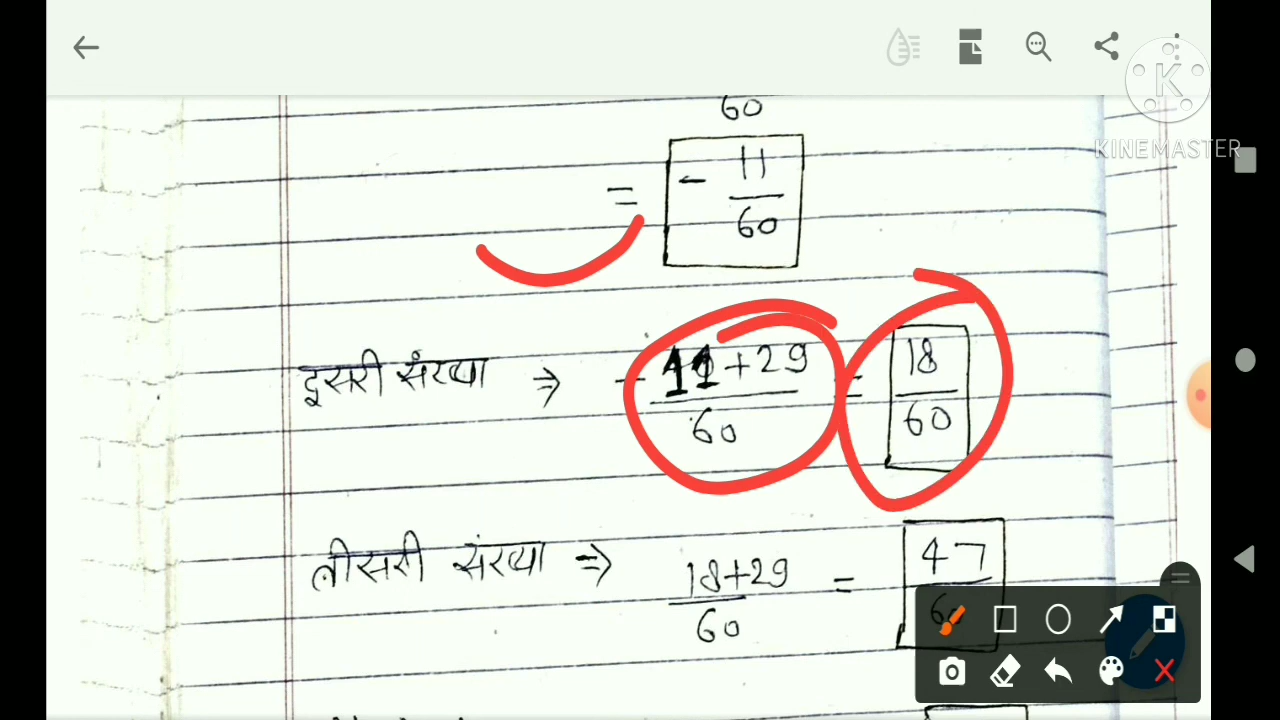 KINEMASTER
60
= - 11/60
दूसरी संख्या ⇒ - 11+29/60 = 18/60
तीसरी संख्या ⇒ 18+29/60 = 47/60